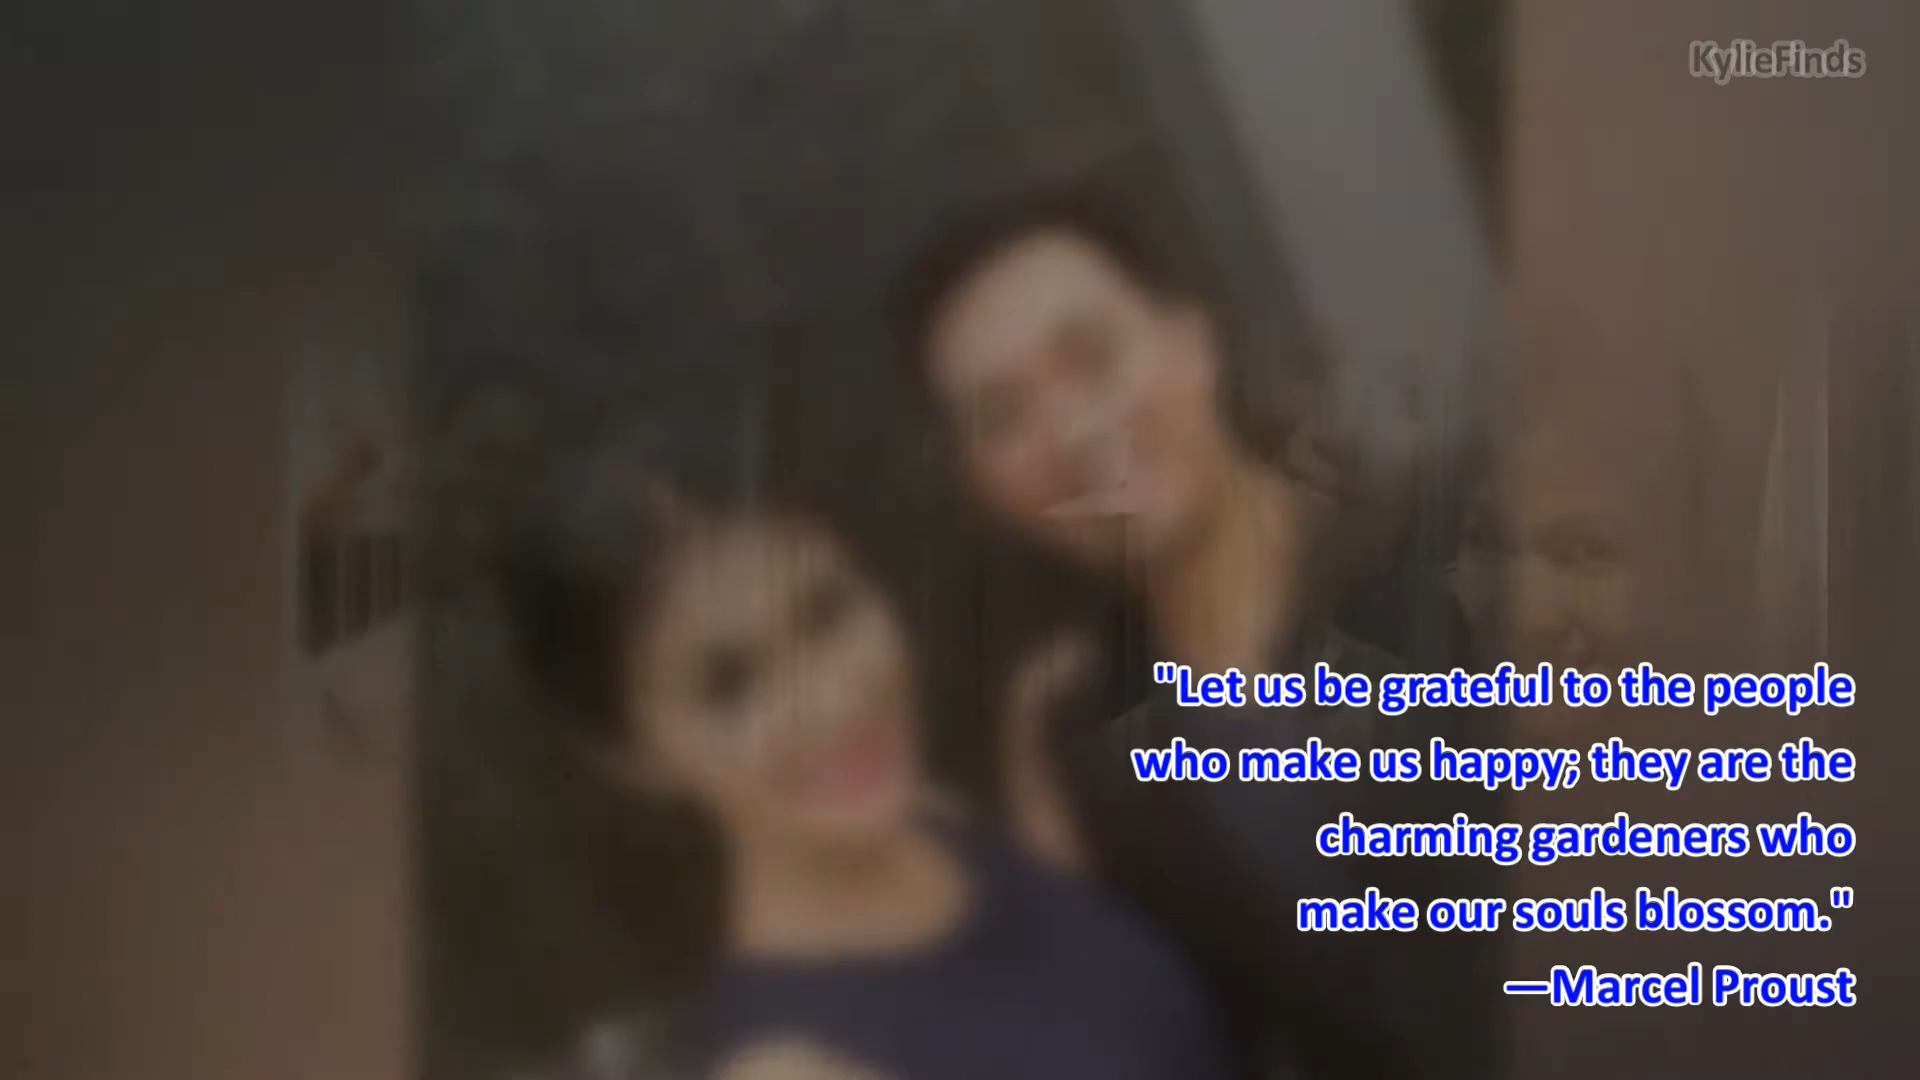 KylieFinds
"Let us be grateful to the people
who make us happy; they are the
charming gardeners who
make our souls blossom."
—Marcel Proust